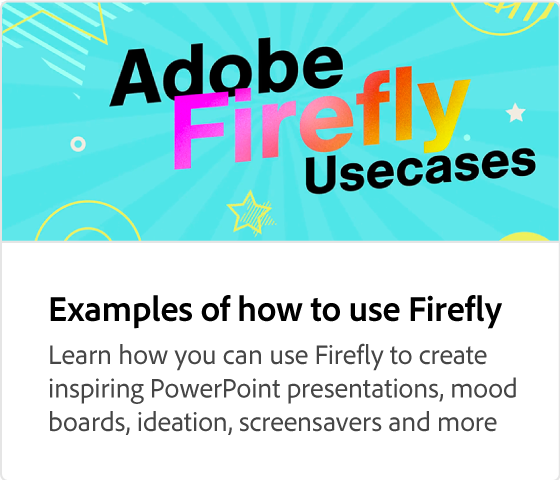 Adobe
Firefly
Usecases
Examples of how to use Firefly
Learn how you can use Firefly to create
inspiring PowerPoint presentations, mood
boards, ideation, screensavers and more